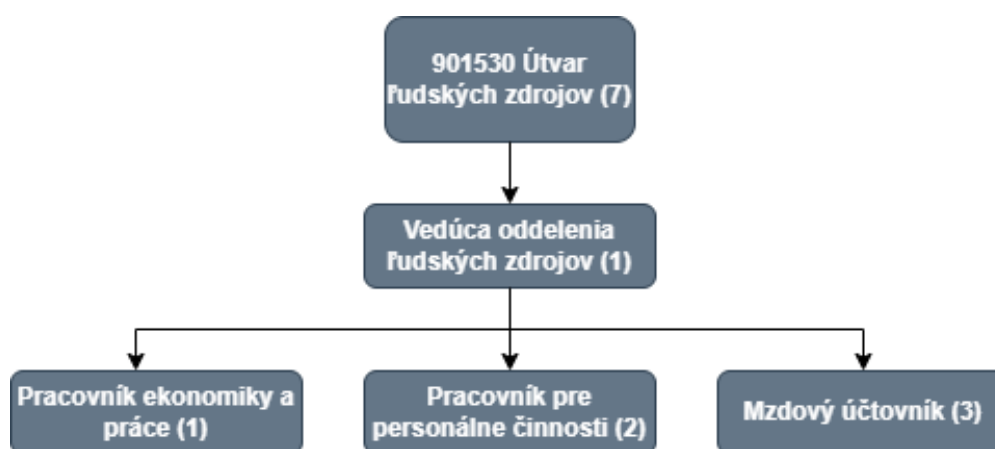 901530 Útvar
ľudských zdrojov (7)
Vedúca oddelenia
ľudských zdrojov (1)
Pracovník ekonomiky a
práce (1)
Pracovník pre
personálne činnosti (2)
Mzdový účtovník (3)